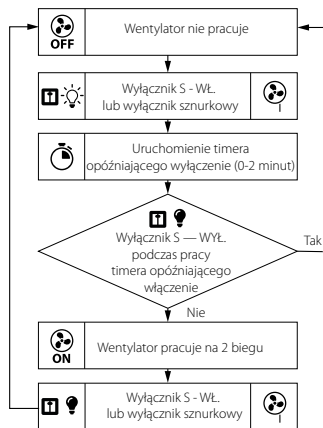 OFF
Wentylator nie pracuje
Wyłącznik S - WŁ.
lub wyłącznik sznurkowy
Uruchomienie timera
opóźniającego wyłączenie (0-2 minut)
Wyłącznik S — WYŁ.
podczas pracy
timera opóźniającego
włączenie
Tak
Nie
ON
Wentylator pracuje na 2 biegu
Wyłącznik S - WŁ.
lub wyłącznik sznurkowy